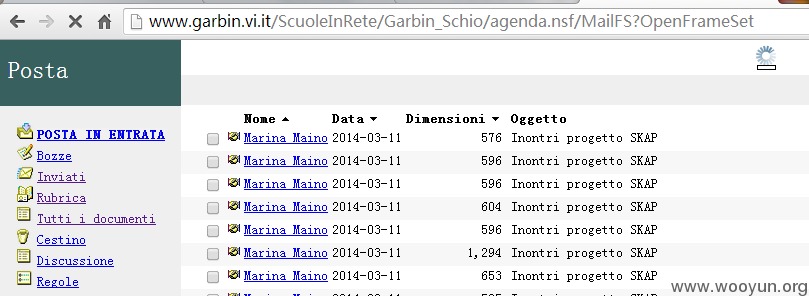 www.garbin.vi.it/ScuoleInRete/Garbin_Schio/agenda.nsf/MailFS?OpenFrameSet
Posta
POSTA IN ENTRATA
Bozze
Inviati
Rubrica
Tutti i documenti
Cestino
Discussione
Regole
Nome Data Dimensioni Oggetto
Marina Maino 2014-03-11 576 Inontri progetto SKAP
Marina Maino 2014-03-11 596 Inontri progetto SKAP
Marina Maino 2014-03-11 596 Inontri progetto SKAP
Marina Maino 2014-03-11 604 Inontri progetto SKAP
Marina Maino 2014-03-11 596 Inontri progetto SKAP
Marina Maino 2014-03-11 1,294 Inontri progetto SKAP
Marina Maino 2014-03-11 653 Inontri progetto SKAP
www.wooyun.org